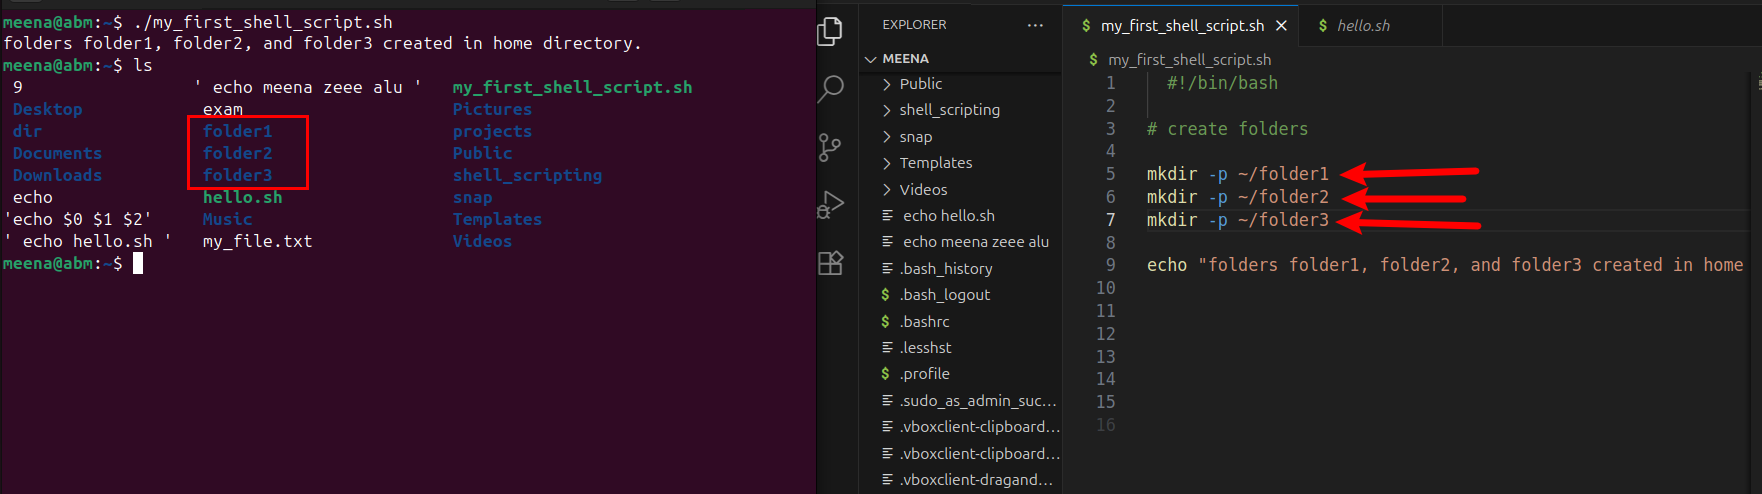 meena@abm:~$ ./my_first_shell_script.sh
folders folder1, folder2, and folder3 created in home directory.
meena@abm:~$ ls
9 ' echo meena zeee alu ' my_first_shell_script.sh
Desktop exam Pictures
dir folder1 projects
Documents folder2 Public
Downloads folder3 shell_scripting
echo hello.sh snap
'echo $0 $1 $2' Music Templates
' echo hello.sh ' my_file.txt Videos
meena@abm:~$
EXPLORER ...
MEENA
Public
shell_scripting
snap
Templates
Videos
echo hello.sh
echo meena zeee alu
.bash_history
$ .bash_logout
$ .bashrc
.lesshst
$ .profile
.sudo_as_admin_suc...
.vboxclient-clipboard...
.vboxclient-clipboard...
.vboxclient-dragand...
$ my_first_shell_script.sh
$ hello.sh
$ my_first_shell_script.sh
1 #!/bin/bash
2
3 # create folders
4
5 mkdir -p ~/folder1
6 mkdir -p ~/folder2
7 mkdir -p ~/folder3
8
9 echo "folders folder1, folder2, and folder3 created in home
10
11
12
13
14
15
16